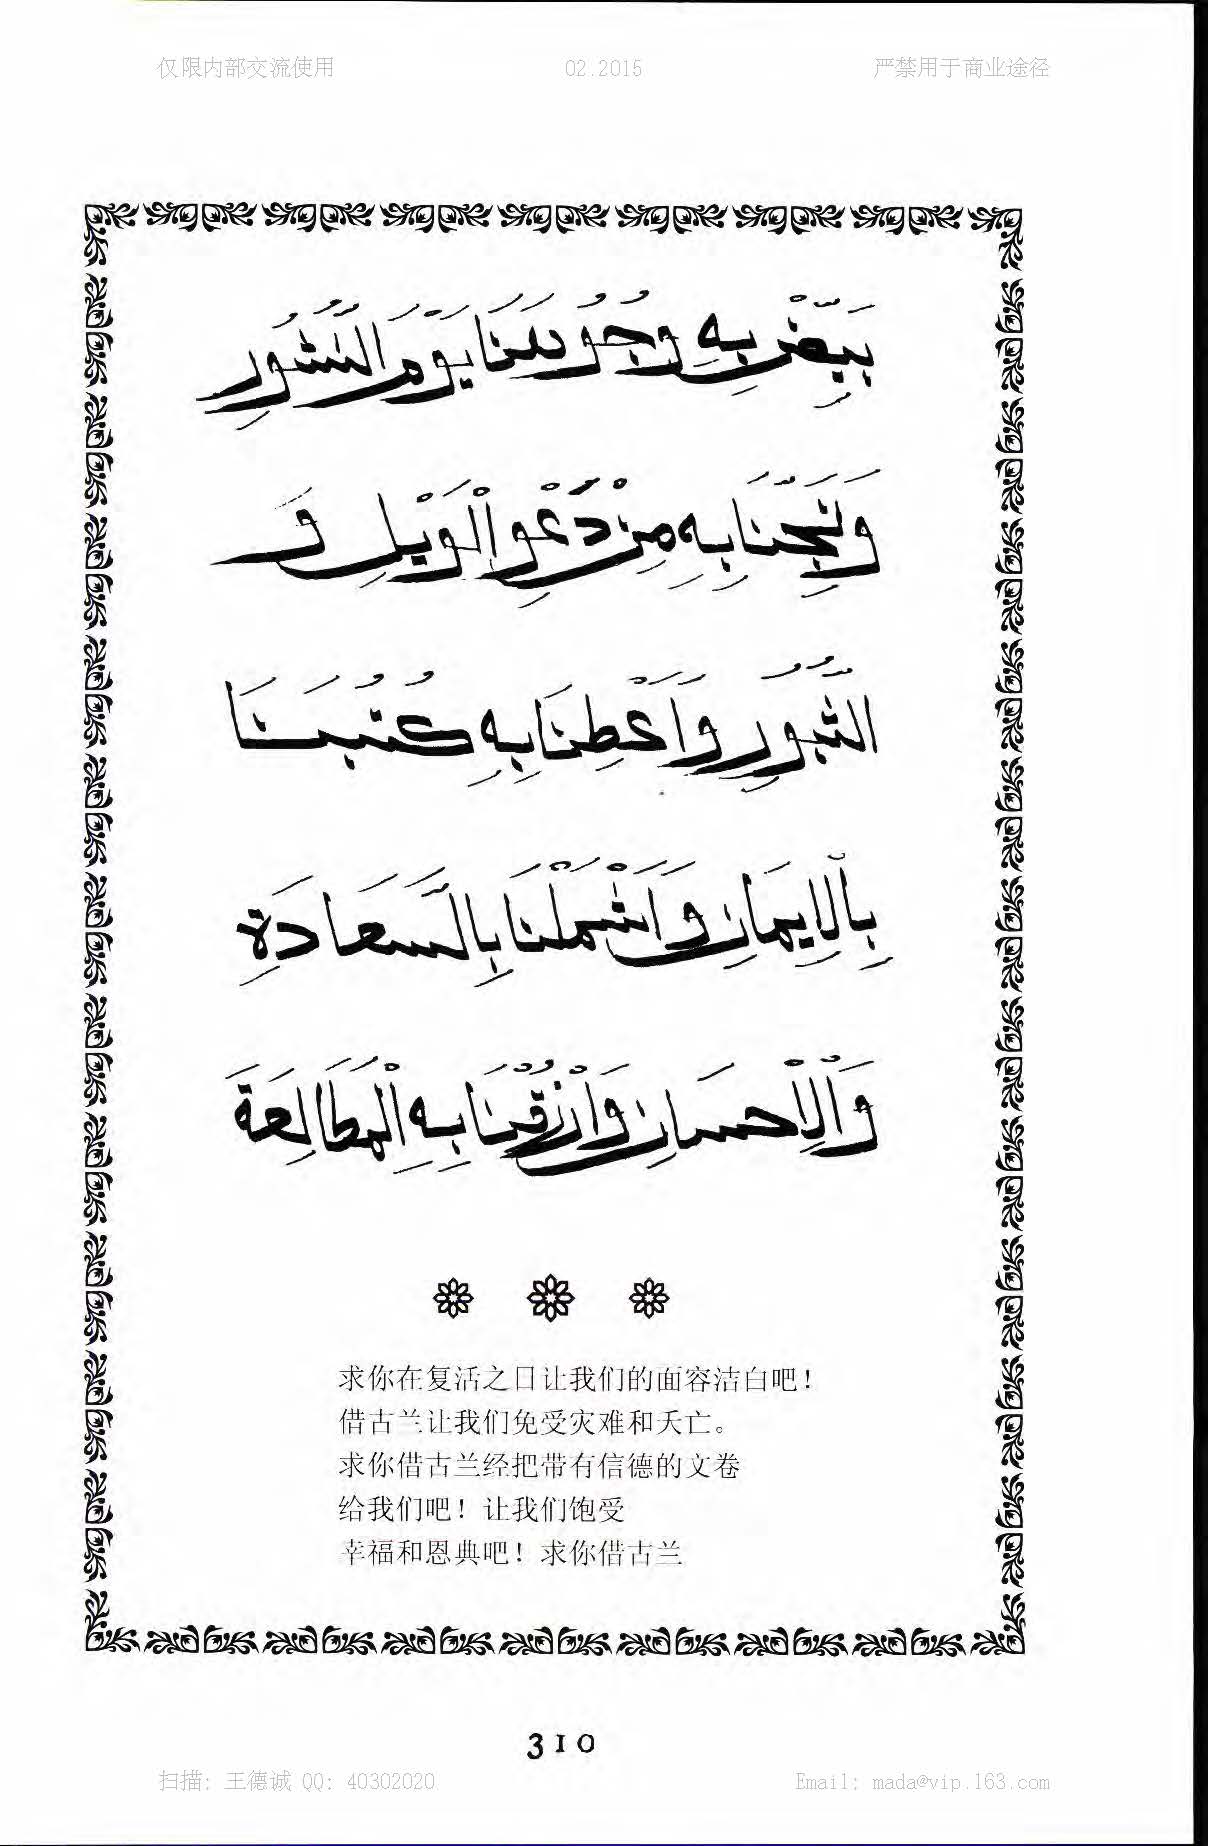 仅限内部交流使用 02.2015 严禁用于商业途径
بَيِّضْ بِهِ وُجُوهَنَا يَوْمَ النُّشُورِ
وَنَجِّنَا بِهِ مِنْ دَعْوِ الْوَيْلِ وَ
الثُّبُورِ وَاَعْطِنَا بِهِ كُتُبَنَا
بِالْاِيمَانِ وَاَشْمِلْنَا بِالسَّعَادَةِ
وَالْاِحْسَانِ وَارْزُقْنَا بِهِ الْمُطَالَعَةَ
求你在复活之日让我们的面容洁白吧！
借古兰让我们免受灾难和夭亡。
求你借古兰经把带有信德的文卷
给我们吧！让我们饱受
幸福和恩典吧！求你借古兰
310
扫描: 王德诚 QQ: 40302020 Email: mada@vip.163.com